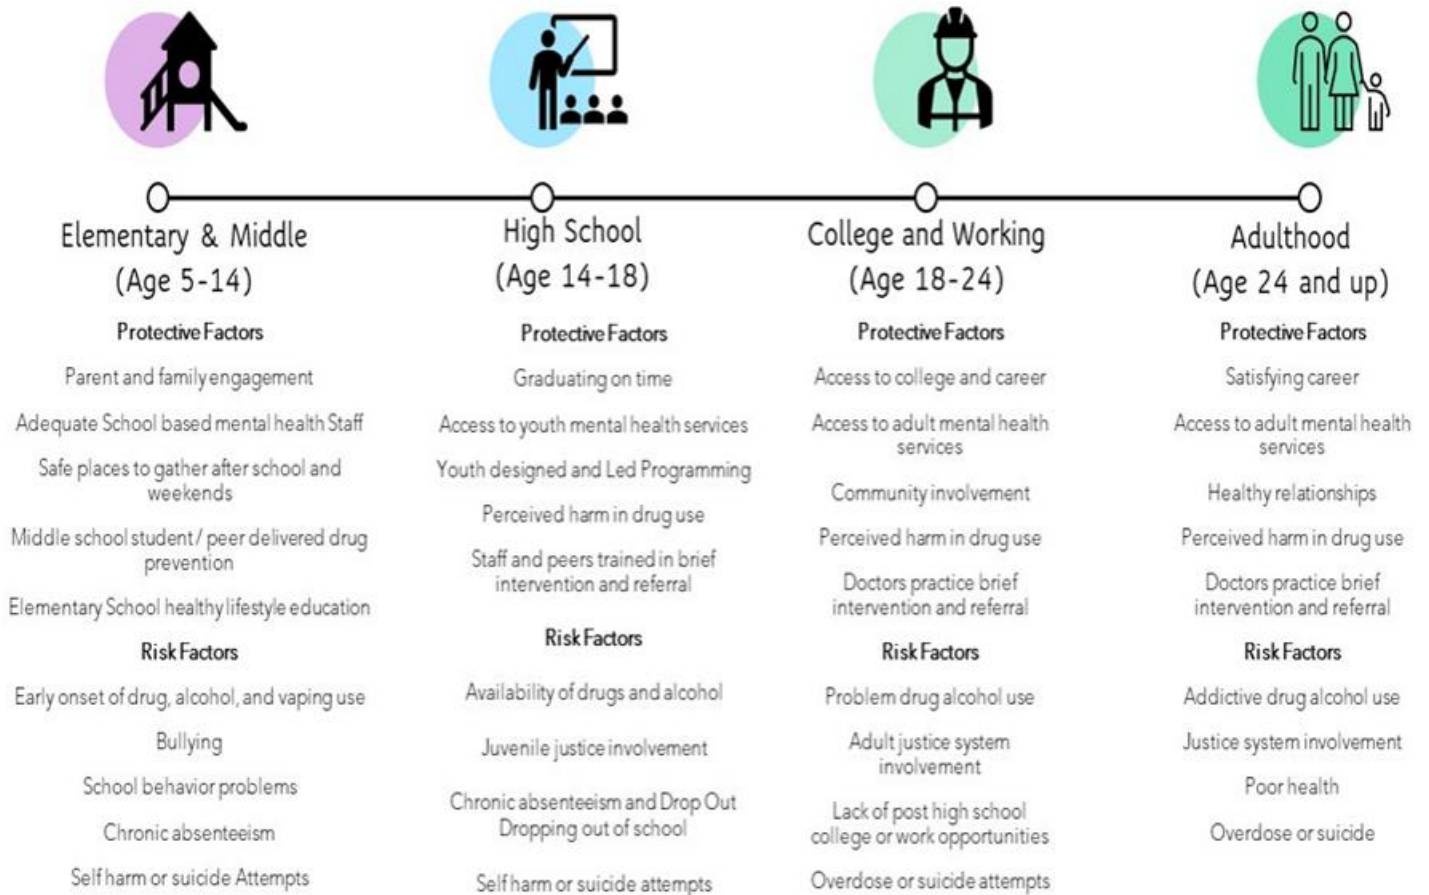 Elementary & Middle
(Age 5-14)
Protective Factors
Parent and family engagement
Adequate School based mental health Staff
Safe places to gather after school and
weekends
Middle school student / peer delivered drug
prevention
Elementary School healthy lifestyle education
Risk Factors
Early onset of drug, alcohol, and vaping use
Bullying
School behavior problems
Chronic absenteeism
Self harm or suicide Attempts
High School
(Age 14-18)
Protective Factors
Graduating on time
Access to youth mental health services
Youth designed and Led Programming
Perceived harm in drug use
Staff and peers trained in brief
intervention and referral
Risk Factors
Availability of drugs and alcohol
Juvenile justice involvement
Chronic absenteeism and Drop Out
Dropping out of school
Self harm or suicide attempts
College and Working
(Age 18-24)
Protective Factors
Access to college and career
Access to adult mental health
services
Community involvement
Perceived harm in drug use
Doctors practice brief
intervention and referral
Risk Factors
Problem drug alcohol use
Adult justice system
involvement
Lack of post high school
college or work opportunities
Overdose or suicide attempts
Adulthood
(Age 24 and up)
Protective Factors
Satisfying career
Access to adult mental health
services
Healthy relationships
Perceived harm in drug use
Doctors practice brief
intervention and referral
Risk Factors
Addictive drug alcohol use
Justice system involvement
Poor health
Overdose or suicide